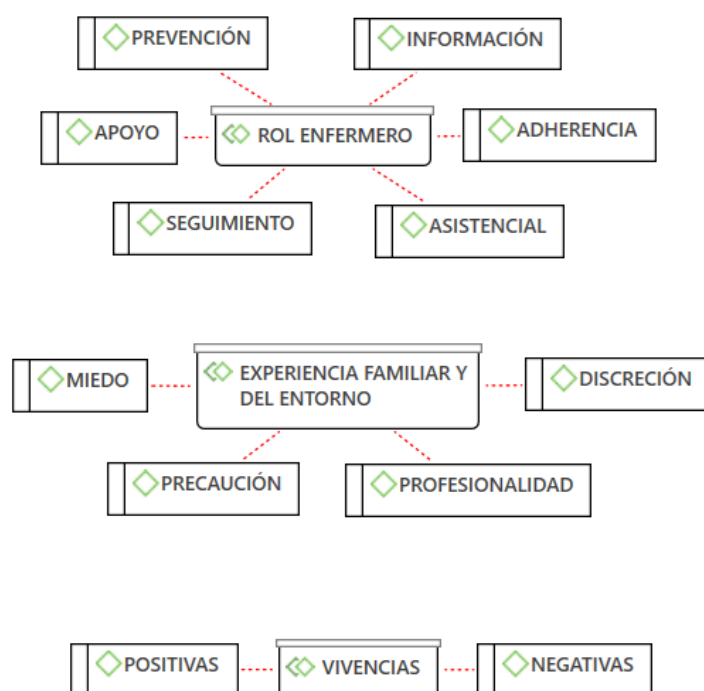 PREVENCIÓN
INFORMACIÓN
APOYO
ROL ENFERMERO
ADHERENCIA
SEGUIMIENTO
ASISTENCIAL
MIEDO
EXPERIENCIA FAMILIAR Y
DEL ENTORNO
DISCRECIÓN
PRECAUCIÓN
PROFESIONALIDAD
POSITIVAS
VIVENCIAS
NEGATIVAS